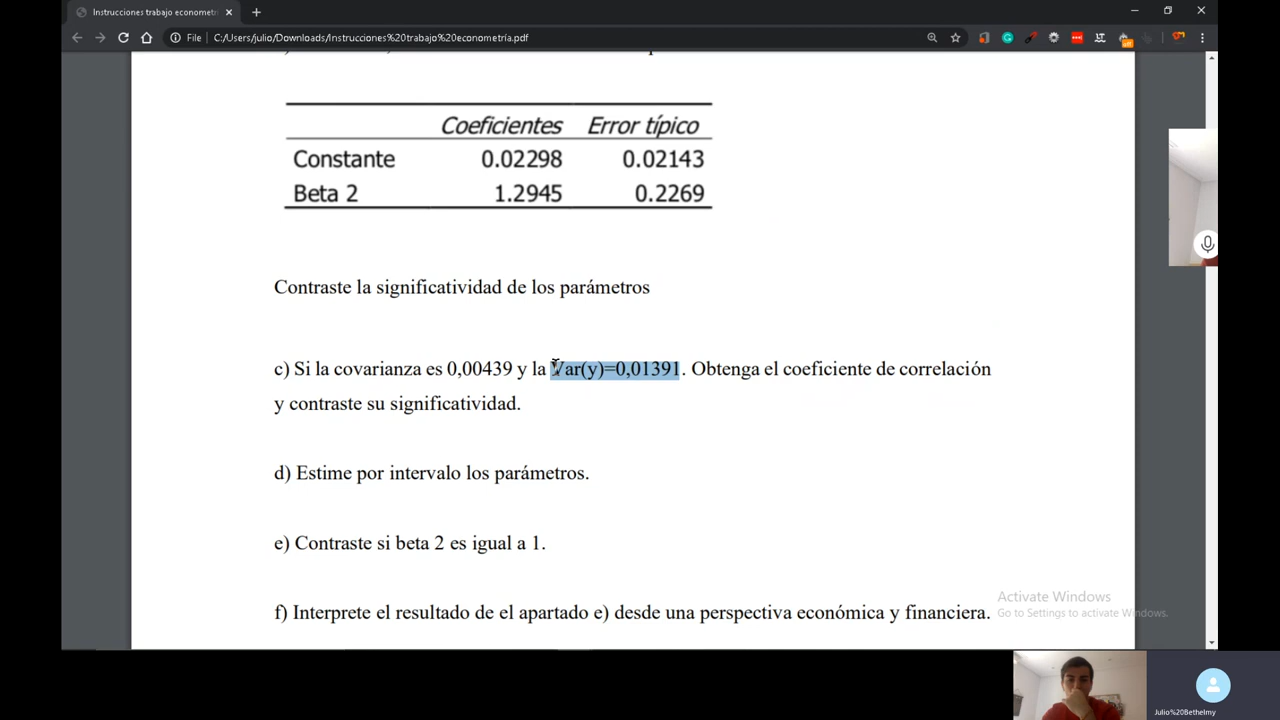 Instrucciones trabajo econometrí
File
C:/Users/julio/Downloads/Instrucciones%20trabajo%20econometría.pdf
off
Coeficientes Error típico
Constante 0.02298 0.02143
Beta 2 1.2945 0.2269
Contraste la significatividad de los parámetros
c) Si la covarianza es 0,00439 y la Var(y)=0,01391. Obtenga el coeficiente de correlación
y contraste su significatividad.
d) Estime por intervalo los parámetros.
e) Contraste si beta 2 es igual a 1.
f) Interprete el resultado de el apartado e) desde una perspectiva económica y financiera.
Activate Windows
Go to Settings to activate Windows.
Julio%20Bethelmy